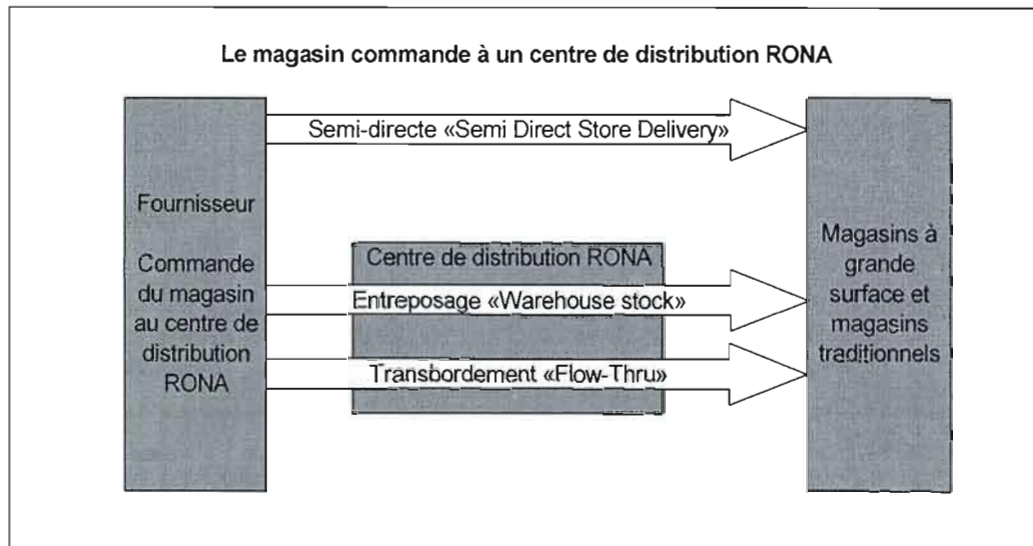 Le magasin commande à un centre de distribution RONA
Semi-directe «Semi Direct Store Delivery»
Fournisseur
Commande
du magasin
au centre de
distribution
RONA
Centre de distribution RONA
Entreposage «Warehouse stock»
Transbordement «Flow-Thru»
Magasins à
grande
surface et
magasins
traditionnels